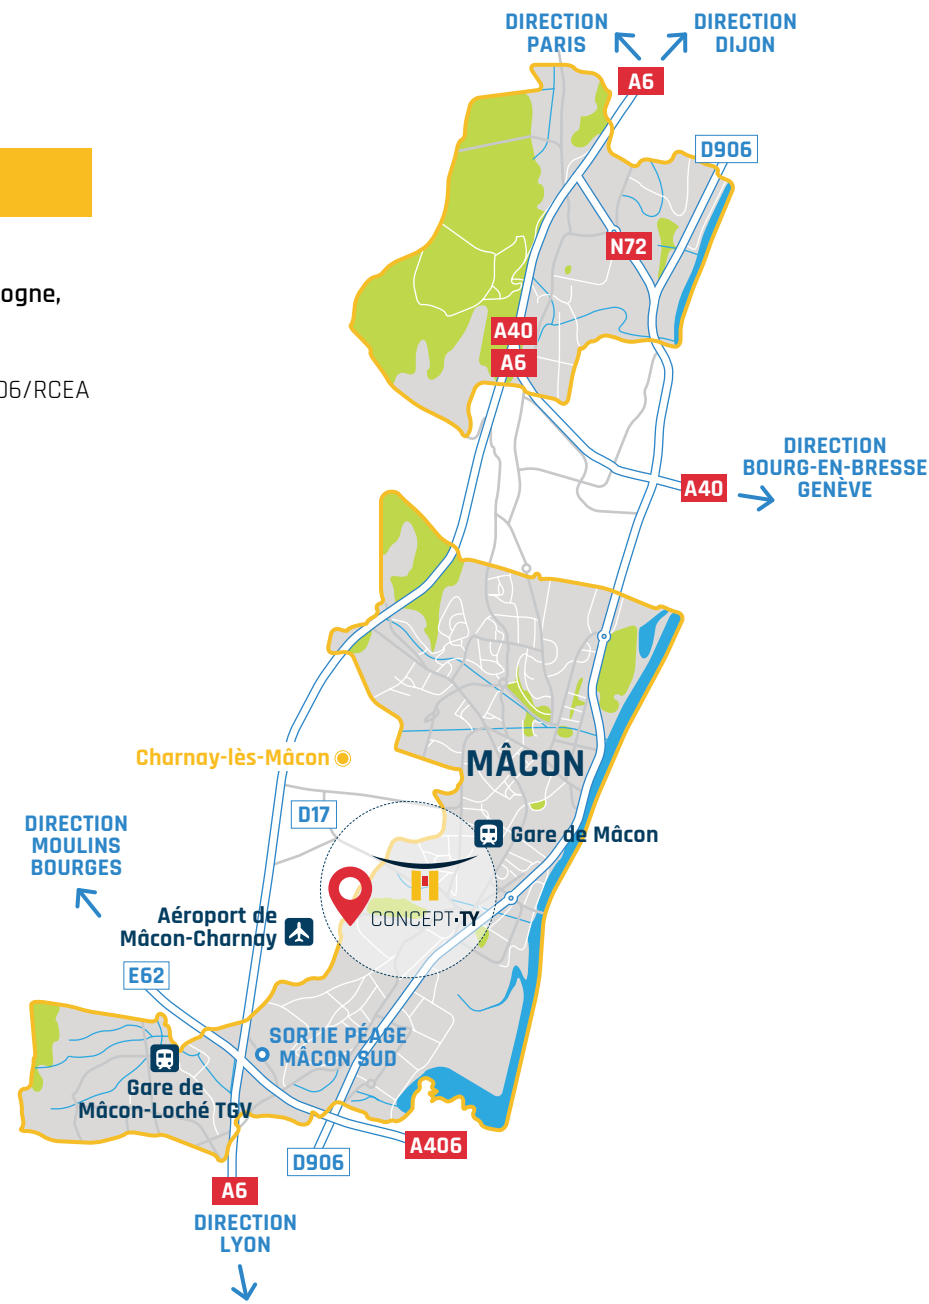 DIRECTION
PARIS
DIRECTION
DIJON
A6
D906
N72
ogne,
A40
A6
06/RCEA
DIRECTION
BOURG-EN-BRESSE
GENÈVE
A40
Charnay-lès-Mâcon
MÂCON
D17
DIRECTION
MOULINS
BOURGES
Gare de Mâcon
CONCEPT·TY
Aéroport de
Mâcon-Charnay
E62
SORTIE PÉAGE
MÂCON SUD
Gare de
Mâcon-Loché TGV
D906
A406
A6
DIRECTION
LYON